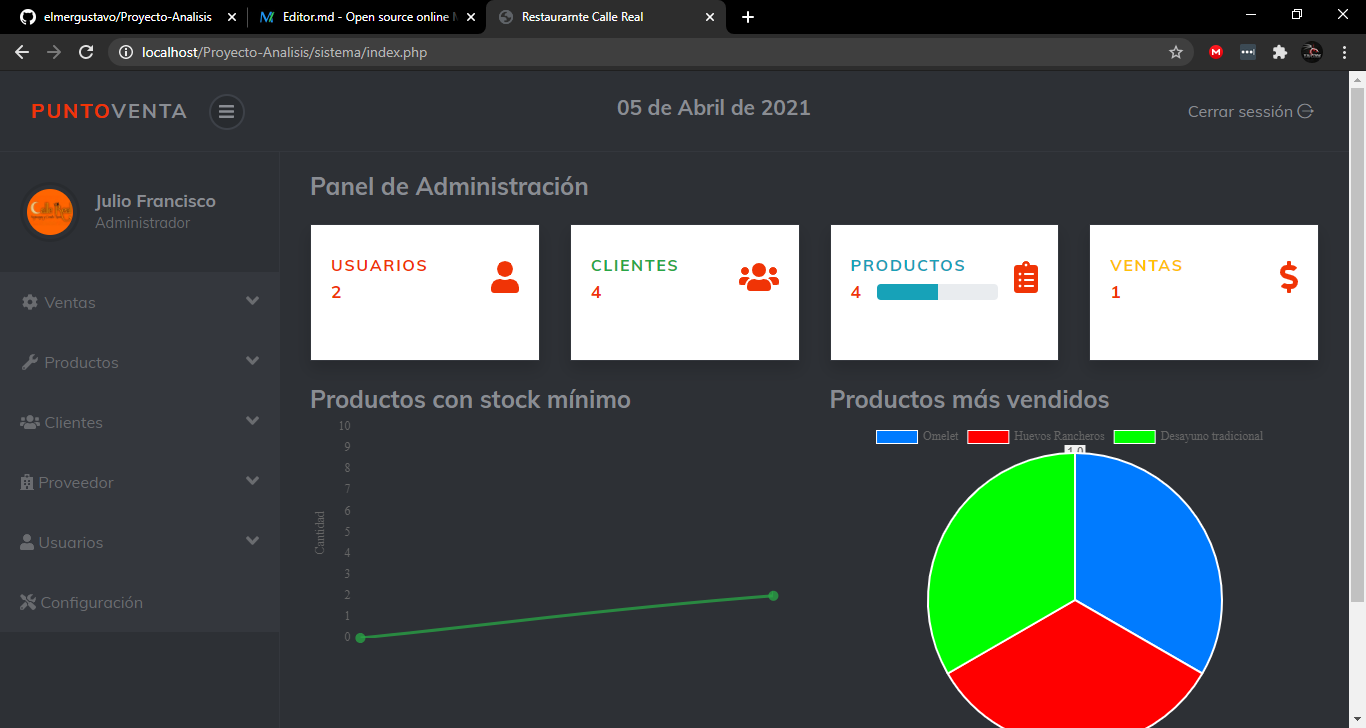 elmergustavo/Proyecto-Analisis
Editor.md - Open source online M
Restaurarnte Calle Real
localhost/Proyecto-Analisis/sistema/index.php
PUNTOVENTA
05 de Abril de 2021
Cerrar sessión
Julio Francisco
Administrador
Ventas
Productos
Clientes
Proveedor
Usuarios
Configuración
Panel de Administración
USUARIOS
2
CLIENTES
4
PRODUCTOS
4
VENTAS
1
Productos con stock mínimo
10
9
8
7
6
5
4
3
2
1
0
Cantidad
Productos más vendidos
Omelet
Huevos Rancheros
Desayuno tradicional
1.0